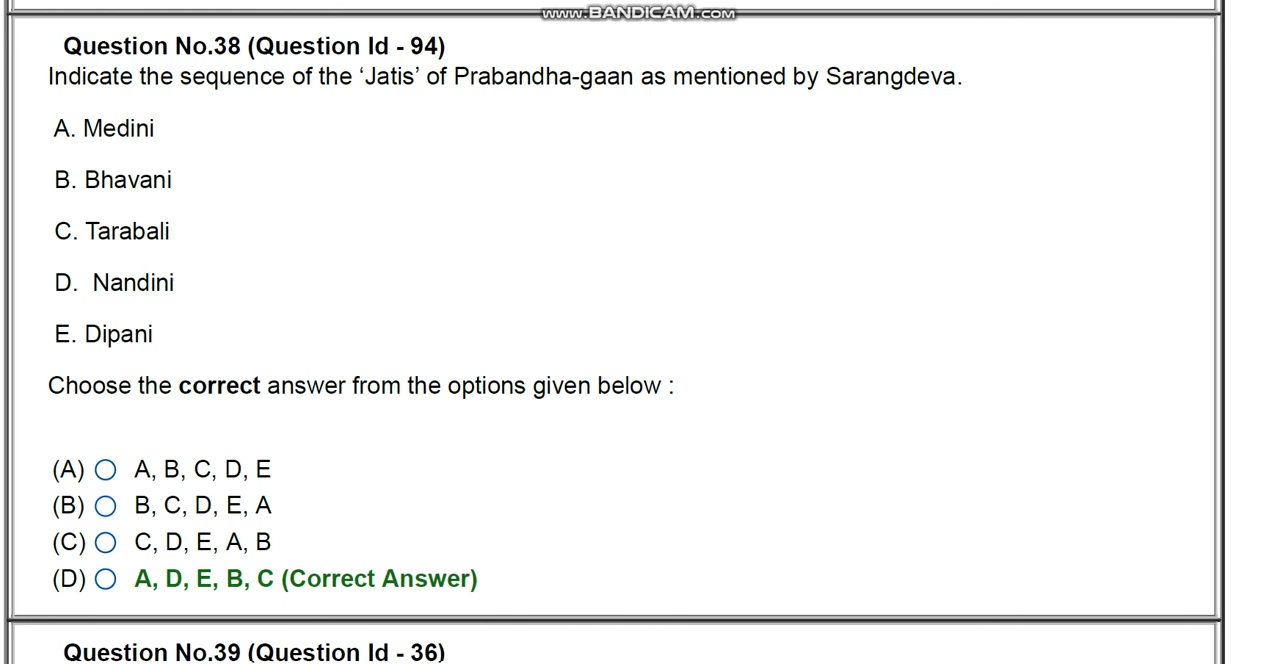 www.BANDICAM.com
Question No.38 (Question Id - 94)
Indicate the sequence of the ‘Jatis’ of Prabandha-gaan as mentioned by Sarangdeva.
A. Medini
B. Bhavani
C. Tarabali
D. Nandini
E. Dipani
Choose the correct answer from the options given below :
(A) A, B, C, D, E
(B) B, C, D, E, A
(C) C, D, E, A, B
(D) A, D, E, B, C (Correct Answer)
Question No.39 (Question Id - 36)